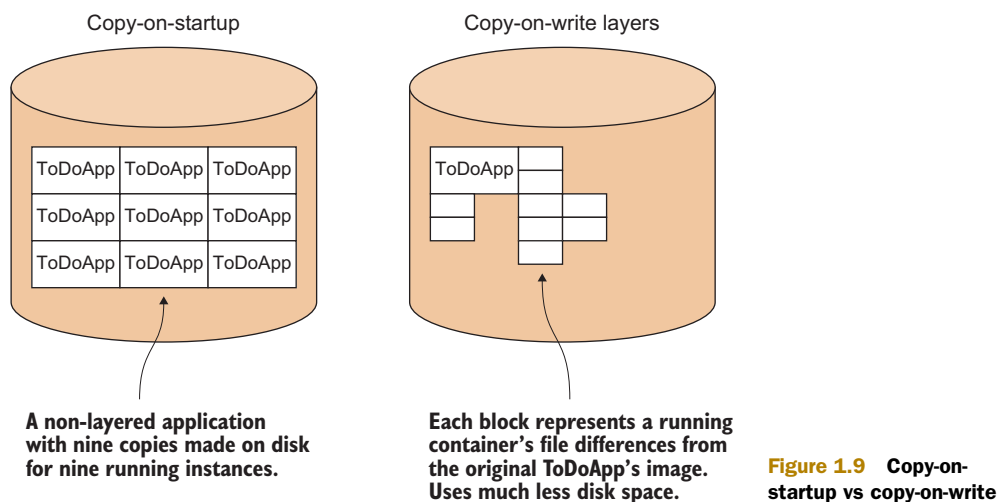 Copy-on-startup
Copy-on-write layers
ToDoApp ToDoApp ToDoApp
ToDoApp ToDoApp ToDoApp
ToDoApp ToDoApp ToDoApp
ToDoApp
A non-layered application
with nine copies made on disk
for nine running instances.
Each block represents a running
container’s file differences from
the original ToDoApp’s image.
Uses much less disk space.
Figure 1.9 Copy-on-
startup vs copy-on-write